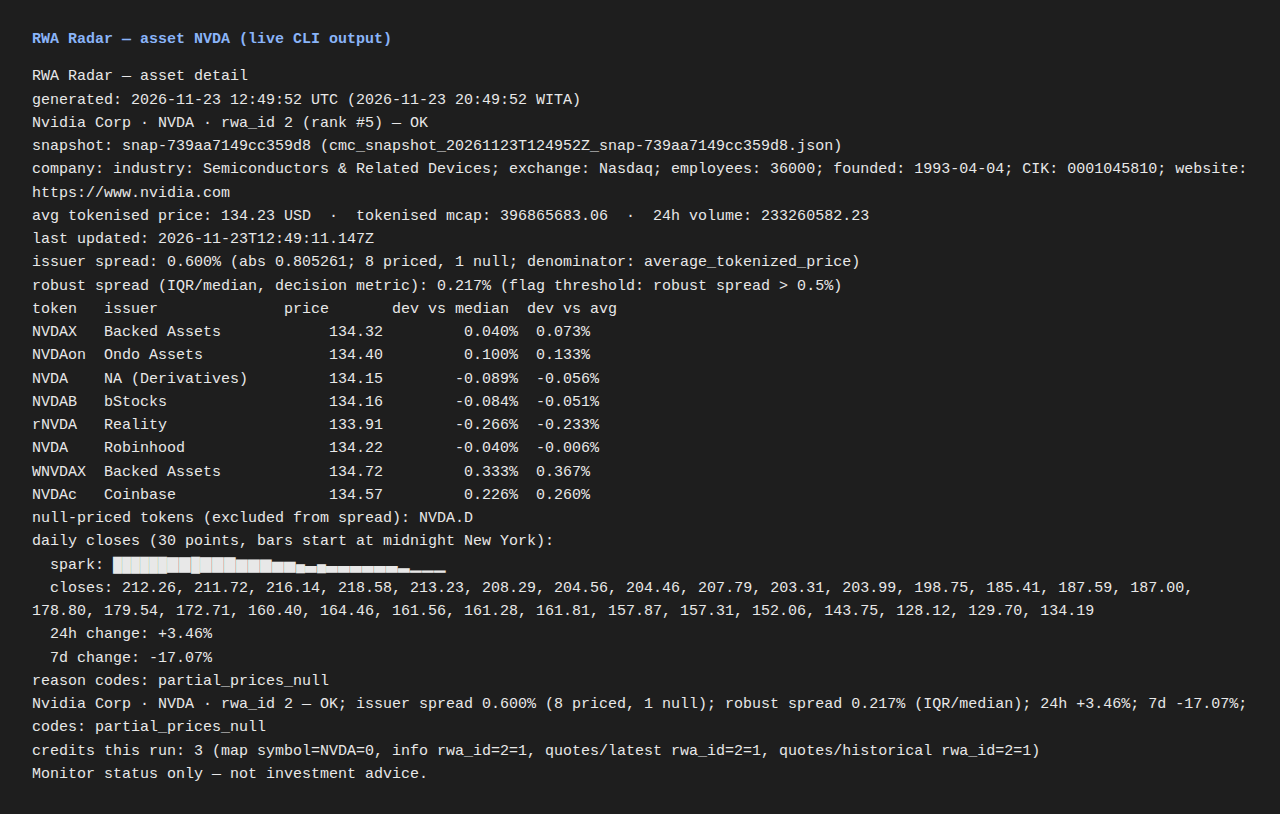 RWA Radar — asset NVDA (live CLI output)
RWA Radar — asset detail
generated: 2026-11-23 12:49:52 UTC (2026-11-23 20:49:52 WITA)
Nvidia Corp · NVDA · rwa_id 2 (rank #5) — OK
snapshot: snap-739aa7149cc359d8 (cmc_snapshot_20261123T124952Z_snap-739aa7149cc359d8.json)
company: industry: Semiconductors & Related Devices; exchange: Nasdaq; employees: 36000; founded: 1993-04-04; CIK: 0001045810; website:
https://www.nvidia.com
avg tokenised price: 134.23 USD  ·  tokenised mcap: 396865683.06  ·  24h volume: 233260582.23
last updated: 2026-11-23T12:49:11.147Z
issuer spread: 0.600% (abs 0.805261; 8 priced, 1 null; denominator: average_tokenized_price)
robust spread (IQR/median, decision metric): 0.217% (flag threshold: robust spread > 0.5%)
token   issuer              price       dev vs median  dev vs avg
NVDAX   Backed Assets            134.32         0.040%  0.073%
NVDAon  Ondo Assets              134.40         0.100%  0.133%
NVDA    NA (Derivatives)         134.15        -0.089%  -0.056%
NVDAB   bStocks                  134.16        -0.084%  -0.051%
rNVDA   Reality                  133.91        -0.266%  -0.233%
NVDA    Robinhood                134.22        -0.040%  -0.006%
WNVDAX  Backed Assets            134.72         0.333%  0.367%
NVDAc   Coinbase                 134.57         0.226%  0.260%
null-priced tokens (excluded from spread): NVDA.D
daily closes (30 points, bars start at midnight New York):
spark:
closes: 212.26, 211.72, 216.14, 218.58, 213.23, 208.29, 204.56, 204.46, 207.79, 203.31, 203.99, 198.75, 185.41, 187.59, 187.00,
178.80, 179.54, 172.71, 160.40, 164.46, 161.56, 161.28, 161.81, 157.87, 157.31, 152.06, 143.75, 128.12, 129.70, 134.19
24h change: +3.46%
7d change: -17.07%
reason codes: partial_prices_null
Nvidia Corp · NVDA · rwa_id 2 — OK; issuer spread 0.600% (8 priced, 1 null); robust spread 0.217% (IQR/median); 24h +3.46%; 7d -17.07%;
codes: partial_prices_null
credits this run: 3 (map symbol=NVDA=0, info rwa_id=2=1, quotes/latest rwa_id=2=1, quotes/historical rwa_id=2=1)
Monitor status only — not investment advice.